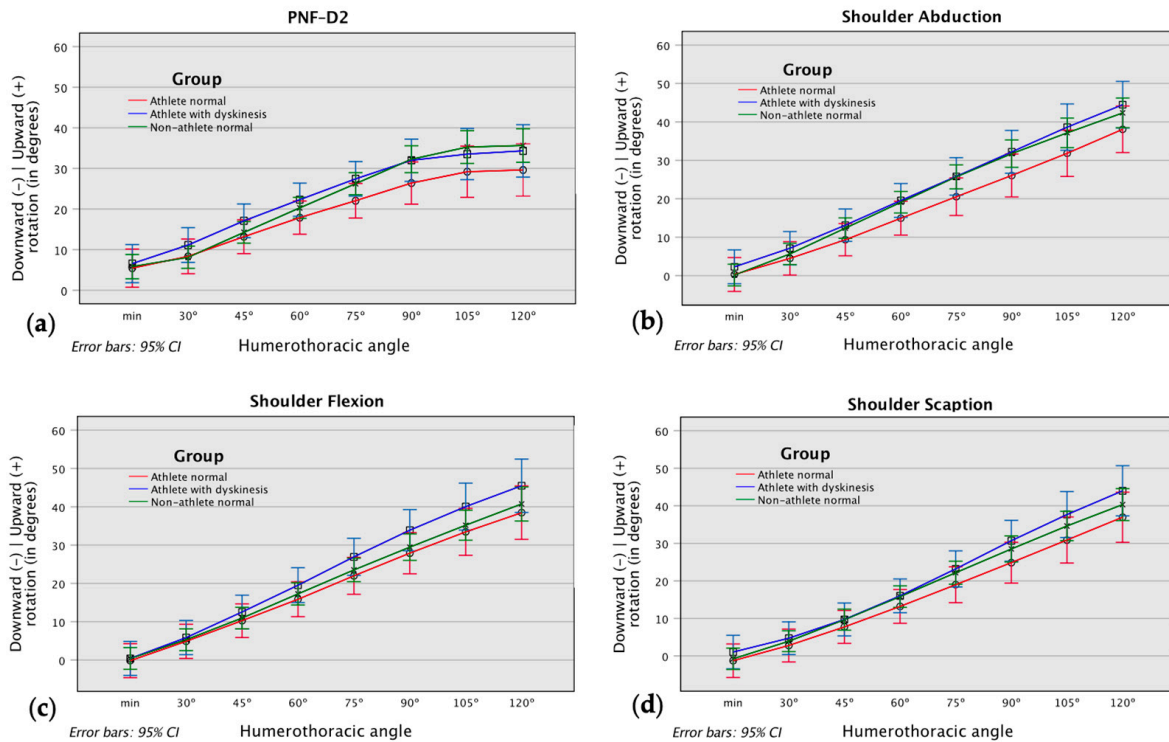 PNF-D2
Downward (-) | Upward (+)
rotation (in degrees)
60
50
40
30
20
10
0
Group
Athlete normal
Athlete with dyskinesis
Non-athlete normal
min 30° 45° 60° 75° 90° 105° 120°
(a)
Error bars: 95% CI
Humerothoracic angle
Shoulder Abduction
Downward (-) | Upward (+)
rotation (in degrees)
60
50
40
30
20
10
0
Group
Athlete normal
Athlete with dyskinesis
Non-athlete normal
min 30° 45° 60° 75° 90° 105° 120°
(b)
Error bars: 95% CI
Humerothoracic angle
Shoulder Flexion
Downward (-) | Upward (+)
rotation (in degrees)
60
50
40
30
20
10
0
Group
Athlete normal
Athlete with dyskinesis
Non-athlete normal
min 30° 45° 60° 75° 90° 105° 120°
(c)
Error bars: 95% CI
Humerothoracic angle
Shoulder Scaption
Downward (-) | Upward (+)
rotation (in degrees)
60
50
40
30
20
10
0
Group
Athlete normal
Athlete with dyskinesis
Non-athlete normal
min 30° 45° 60° 75° 90° 105° 120°
(d)
Error bars: 95% CI
Humerothoracic angle